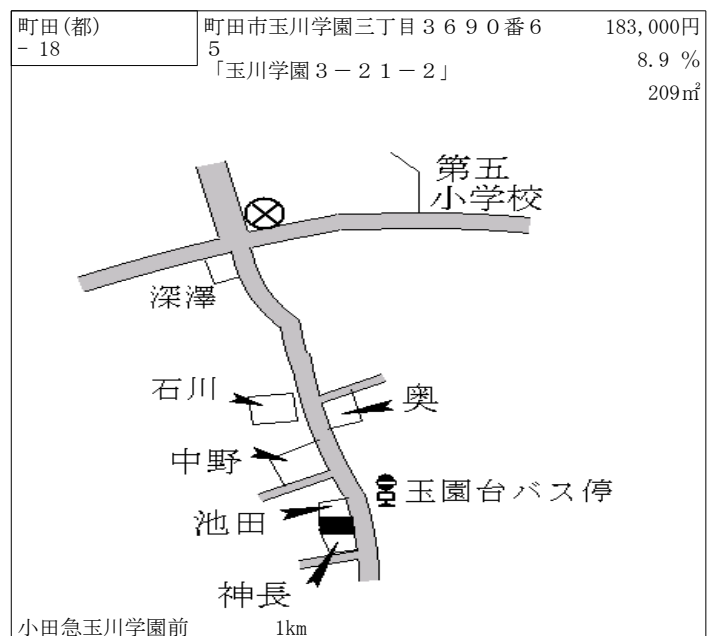 町田(都)
- 18
町田市玉川学園三丁目３６９０番６
５
「玉川学園３－２１－２」
183,000円
8.9 %
209㎡
第五
小学校
深澤
石川
奥
中野
玉園台バス停
池田
神長
小田急玉川学園前 1km